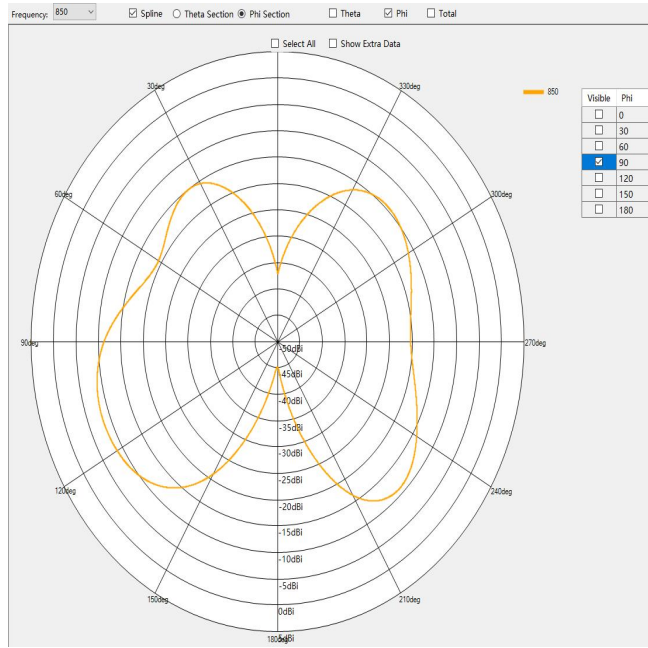 Frequency: 850 Spline Theta Section Phi Section Theta Phi Total
Select All Show Extra Data
850
Visible Phi
0
30
60
90
120
150
180
30deg 330deg
60deg 300deg
90deg 270deg
120deg 240deg
150deg 210deg
180deg
-50dBi
-45dBi
-40dBi
-35dBi
-30dBi
-25dBi
-20dBi
-15dBi
-10dBi
-5dBi
0dBi
5dBi